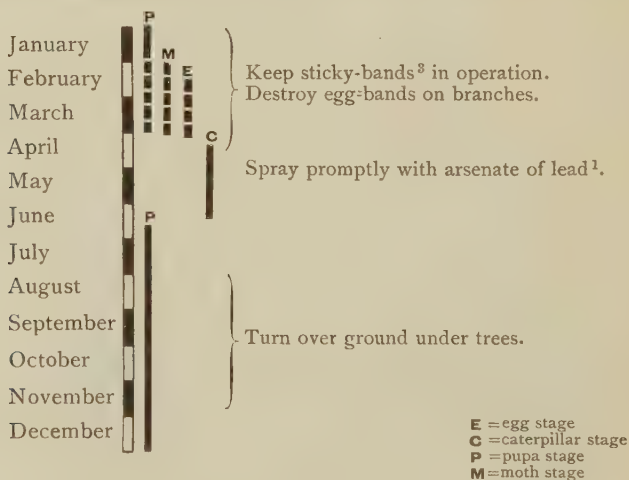 P
January
M
February
E
Keep sticky-bands³ in operation.
Destroy egg-bands on branches.
March
C
April
Spray promptly with arsenate of lead¹.
May
June
P
July
August
September
Turn over ground under trees.
October
November
December
E = egg stage
C = caterpillar stage
P = pupa stage
M = moth stage